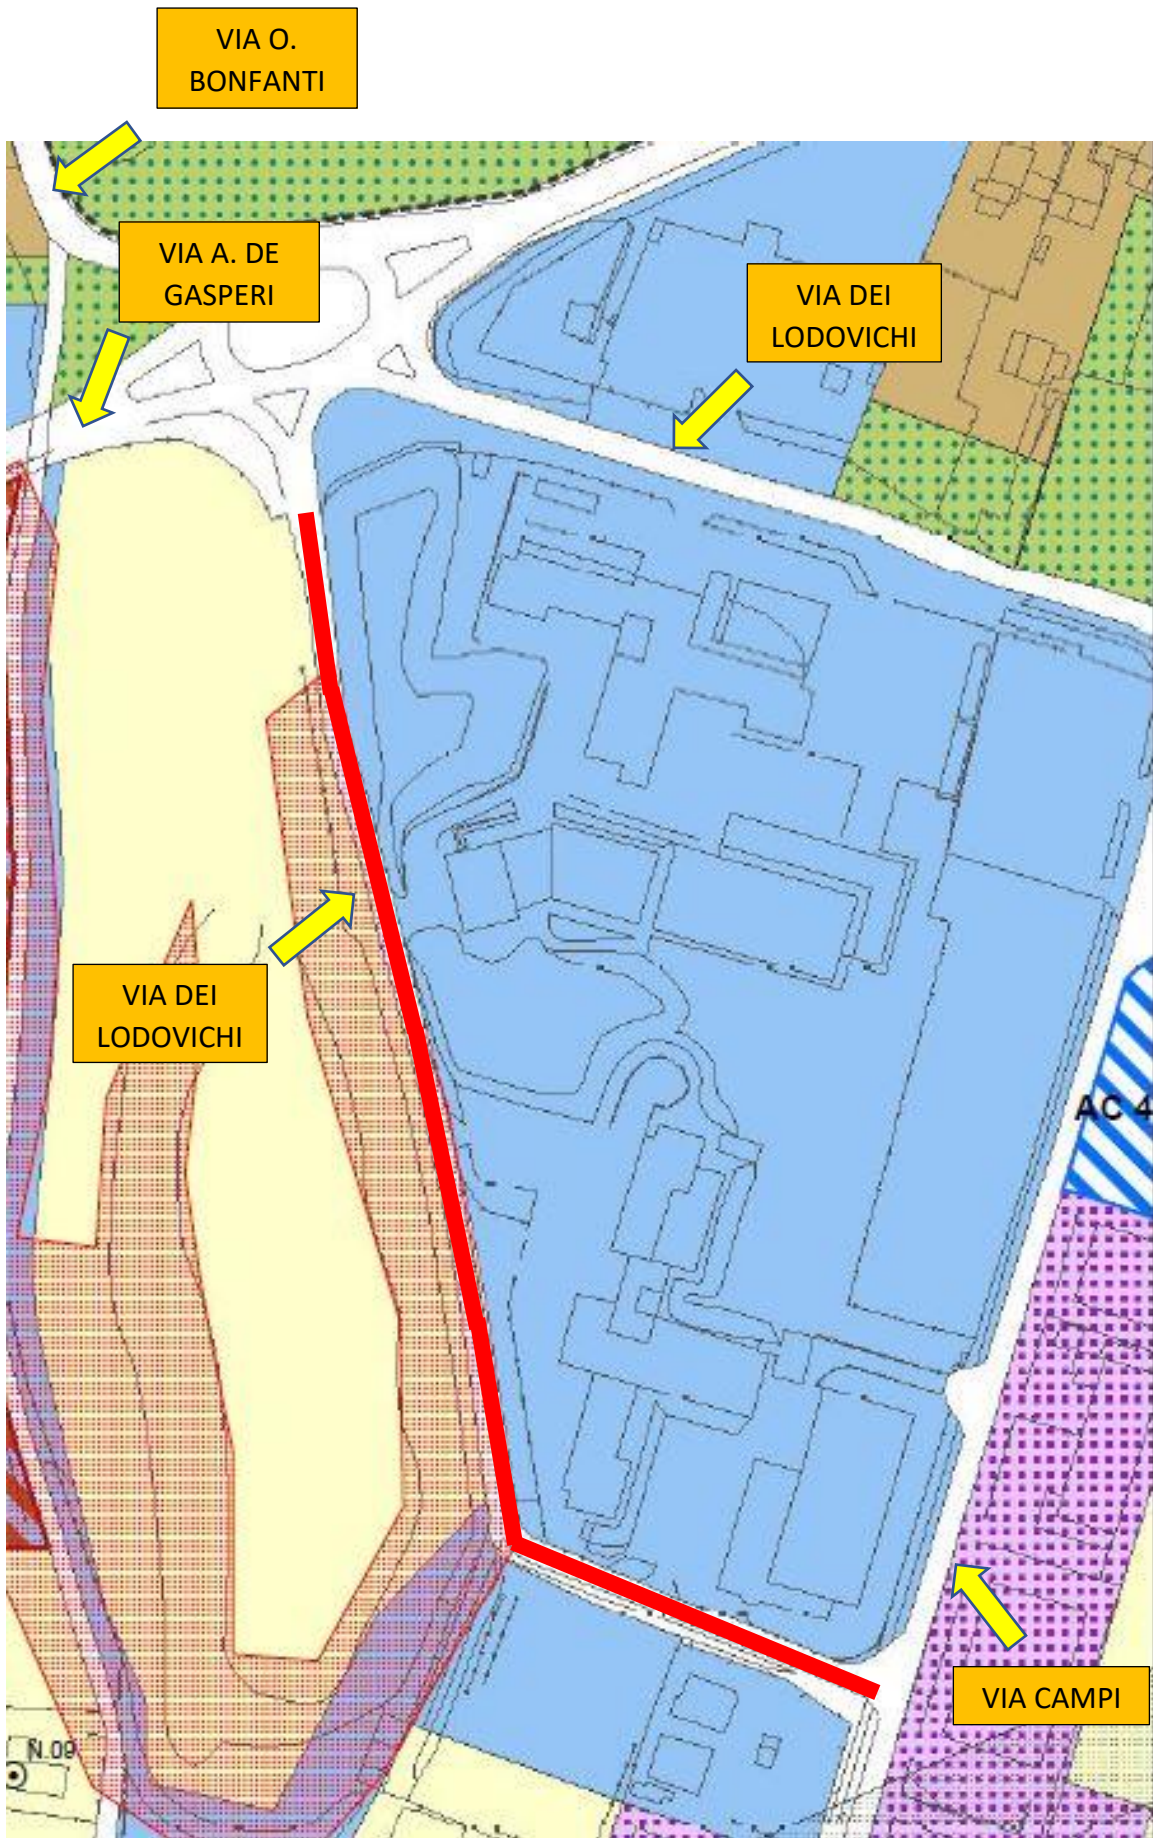 VIA O.
BONFANTI
VIA A. DE
GASPERI
VIA DEI
LODOVICHI
VIA DEI
LODOVICHI
AC 4
VIA CAMPI
N.09